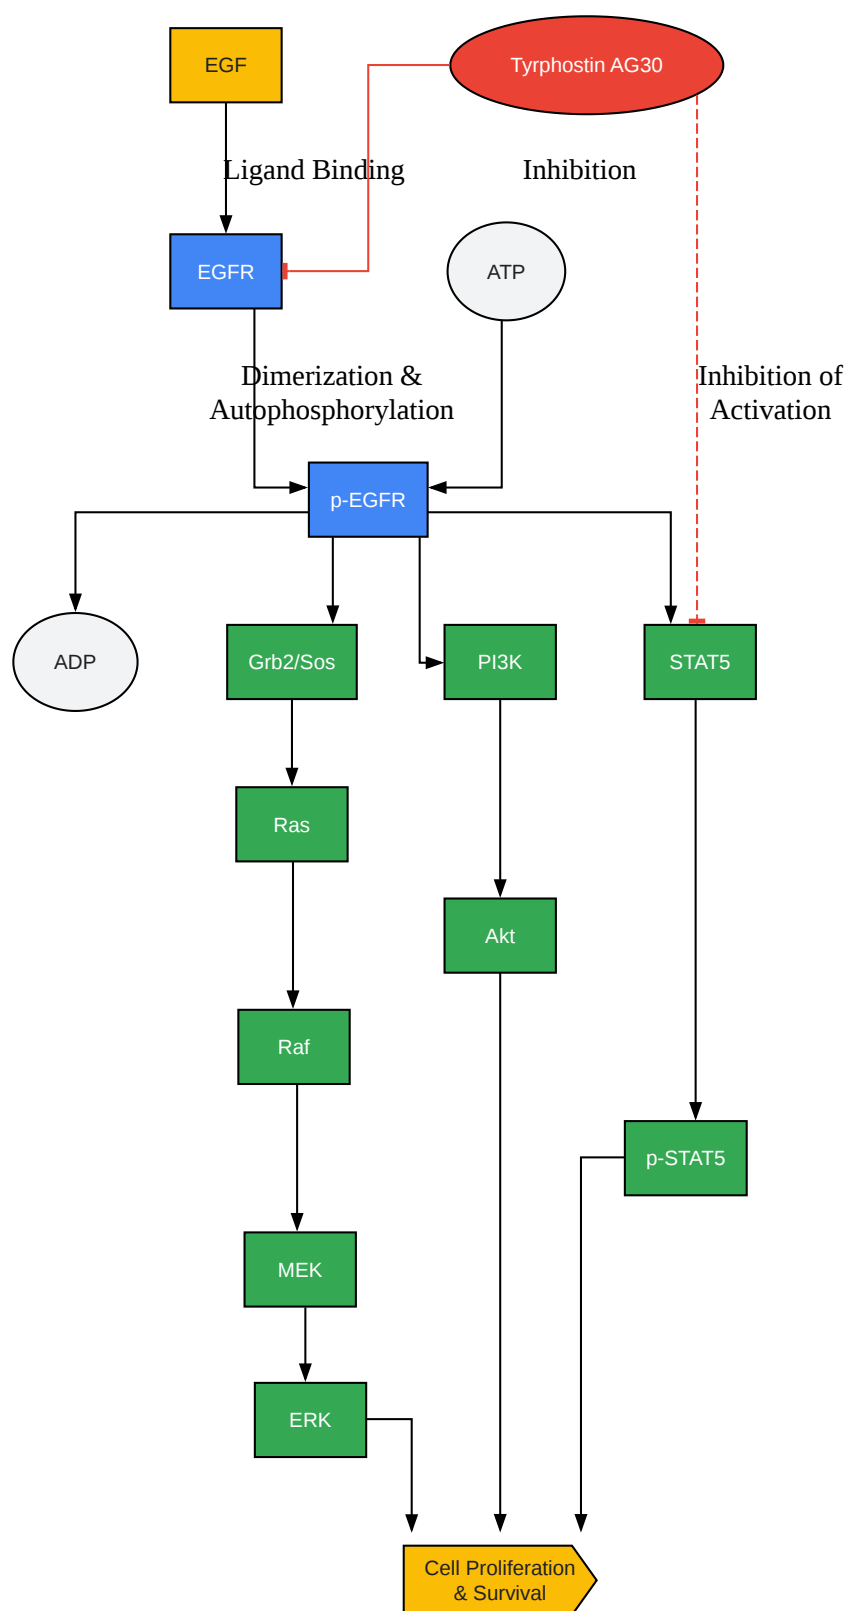 EGF
Tyrphostin AG30
Ligand Binding
Inhibition
EGFR
ATP
Dimerization &
Autophosphorylation
Inhibition of
Activation
p-EGFR
ADP
Grb2/Sos
PI3K
STAT5
Ras
Akt
Raf
p-STAT5
MEK
ERK
Cell Proliferation
& Survival